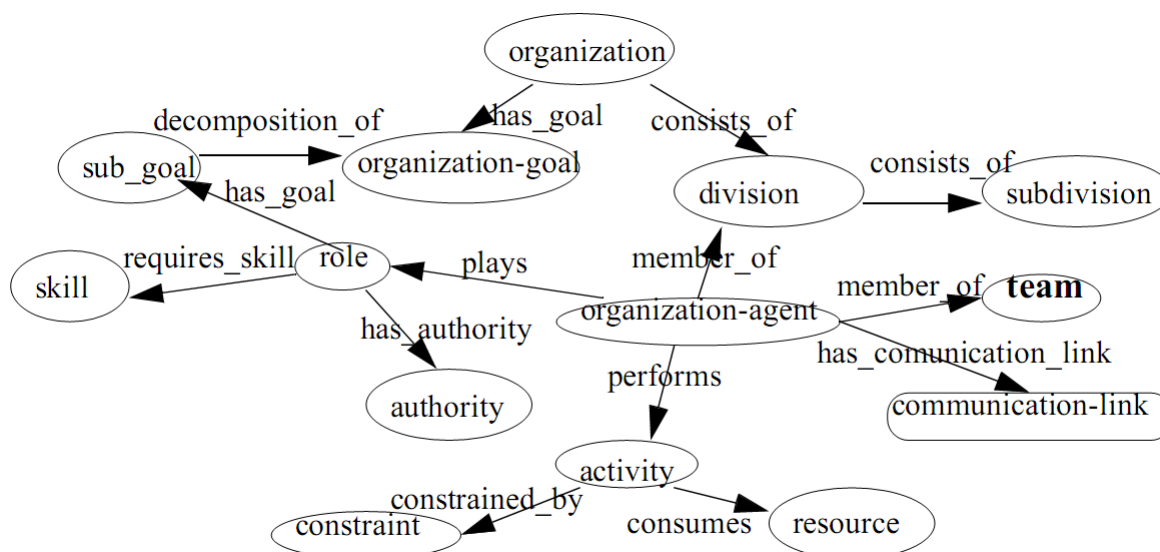 organization
decomposition_of
has_goal
consists_of
sub_goal
organization-goal
division
consists_of
subdivision
has_goal
requires_skill
role
plays
member_of
member_of
team
skill
organization-agent
has_authority
has_comunication_link
performs
authority
communication-link
activity
constrained_by
constraint
consumes
resource